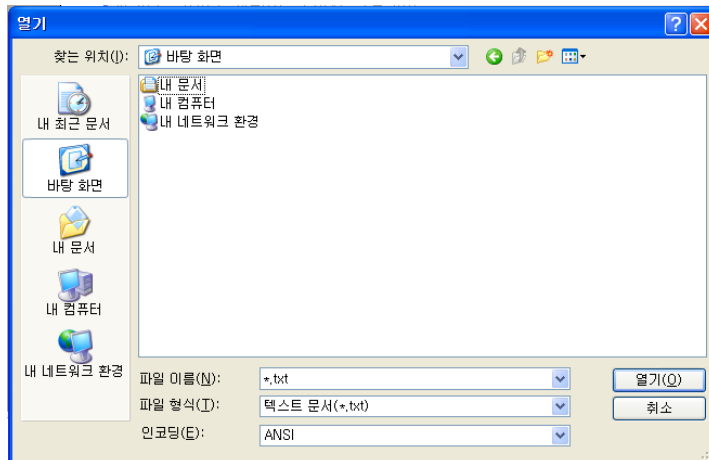 열기
찾는 위치(I):
바탕 화면
내 문서
내 컴퓨터
내 네트워크 환경
내 최근 문서
바탕 화면
내 문서
내 컴퓨터
내 네트워크 환경
파일 이름(N):
*.txt
열기(O)
파일 형식(T):
텍스트 문서(*.txt)
취소
인코딩(E):
ANSI